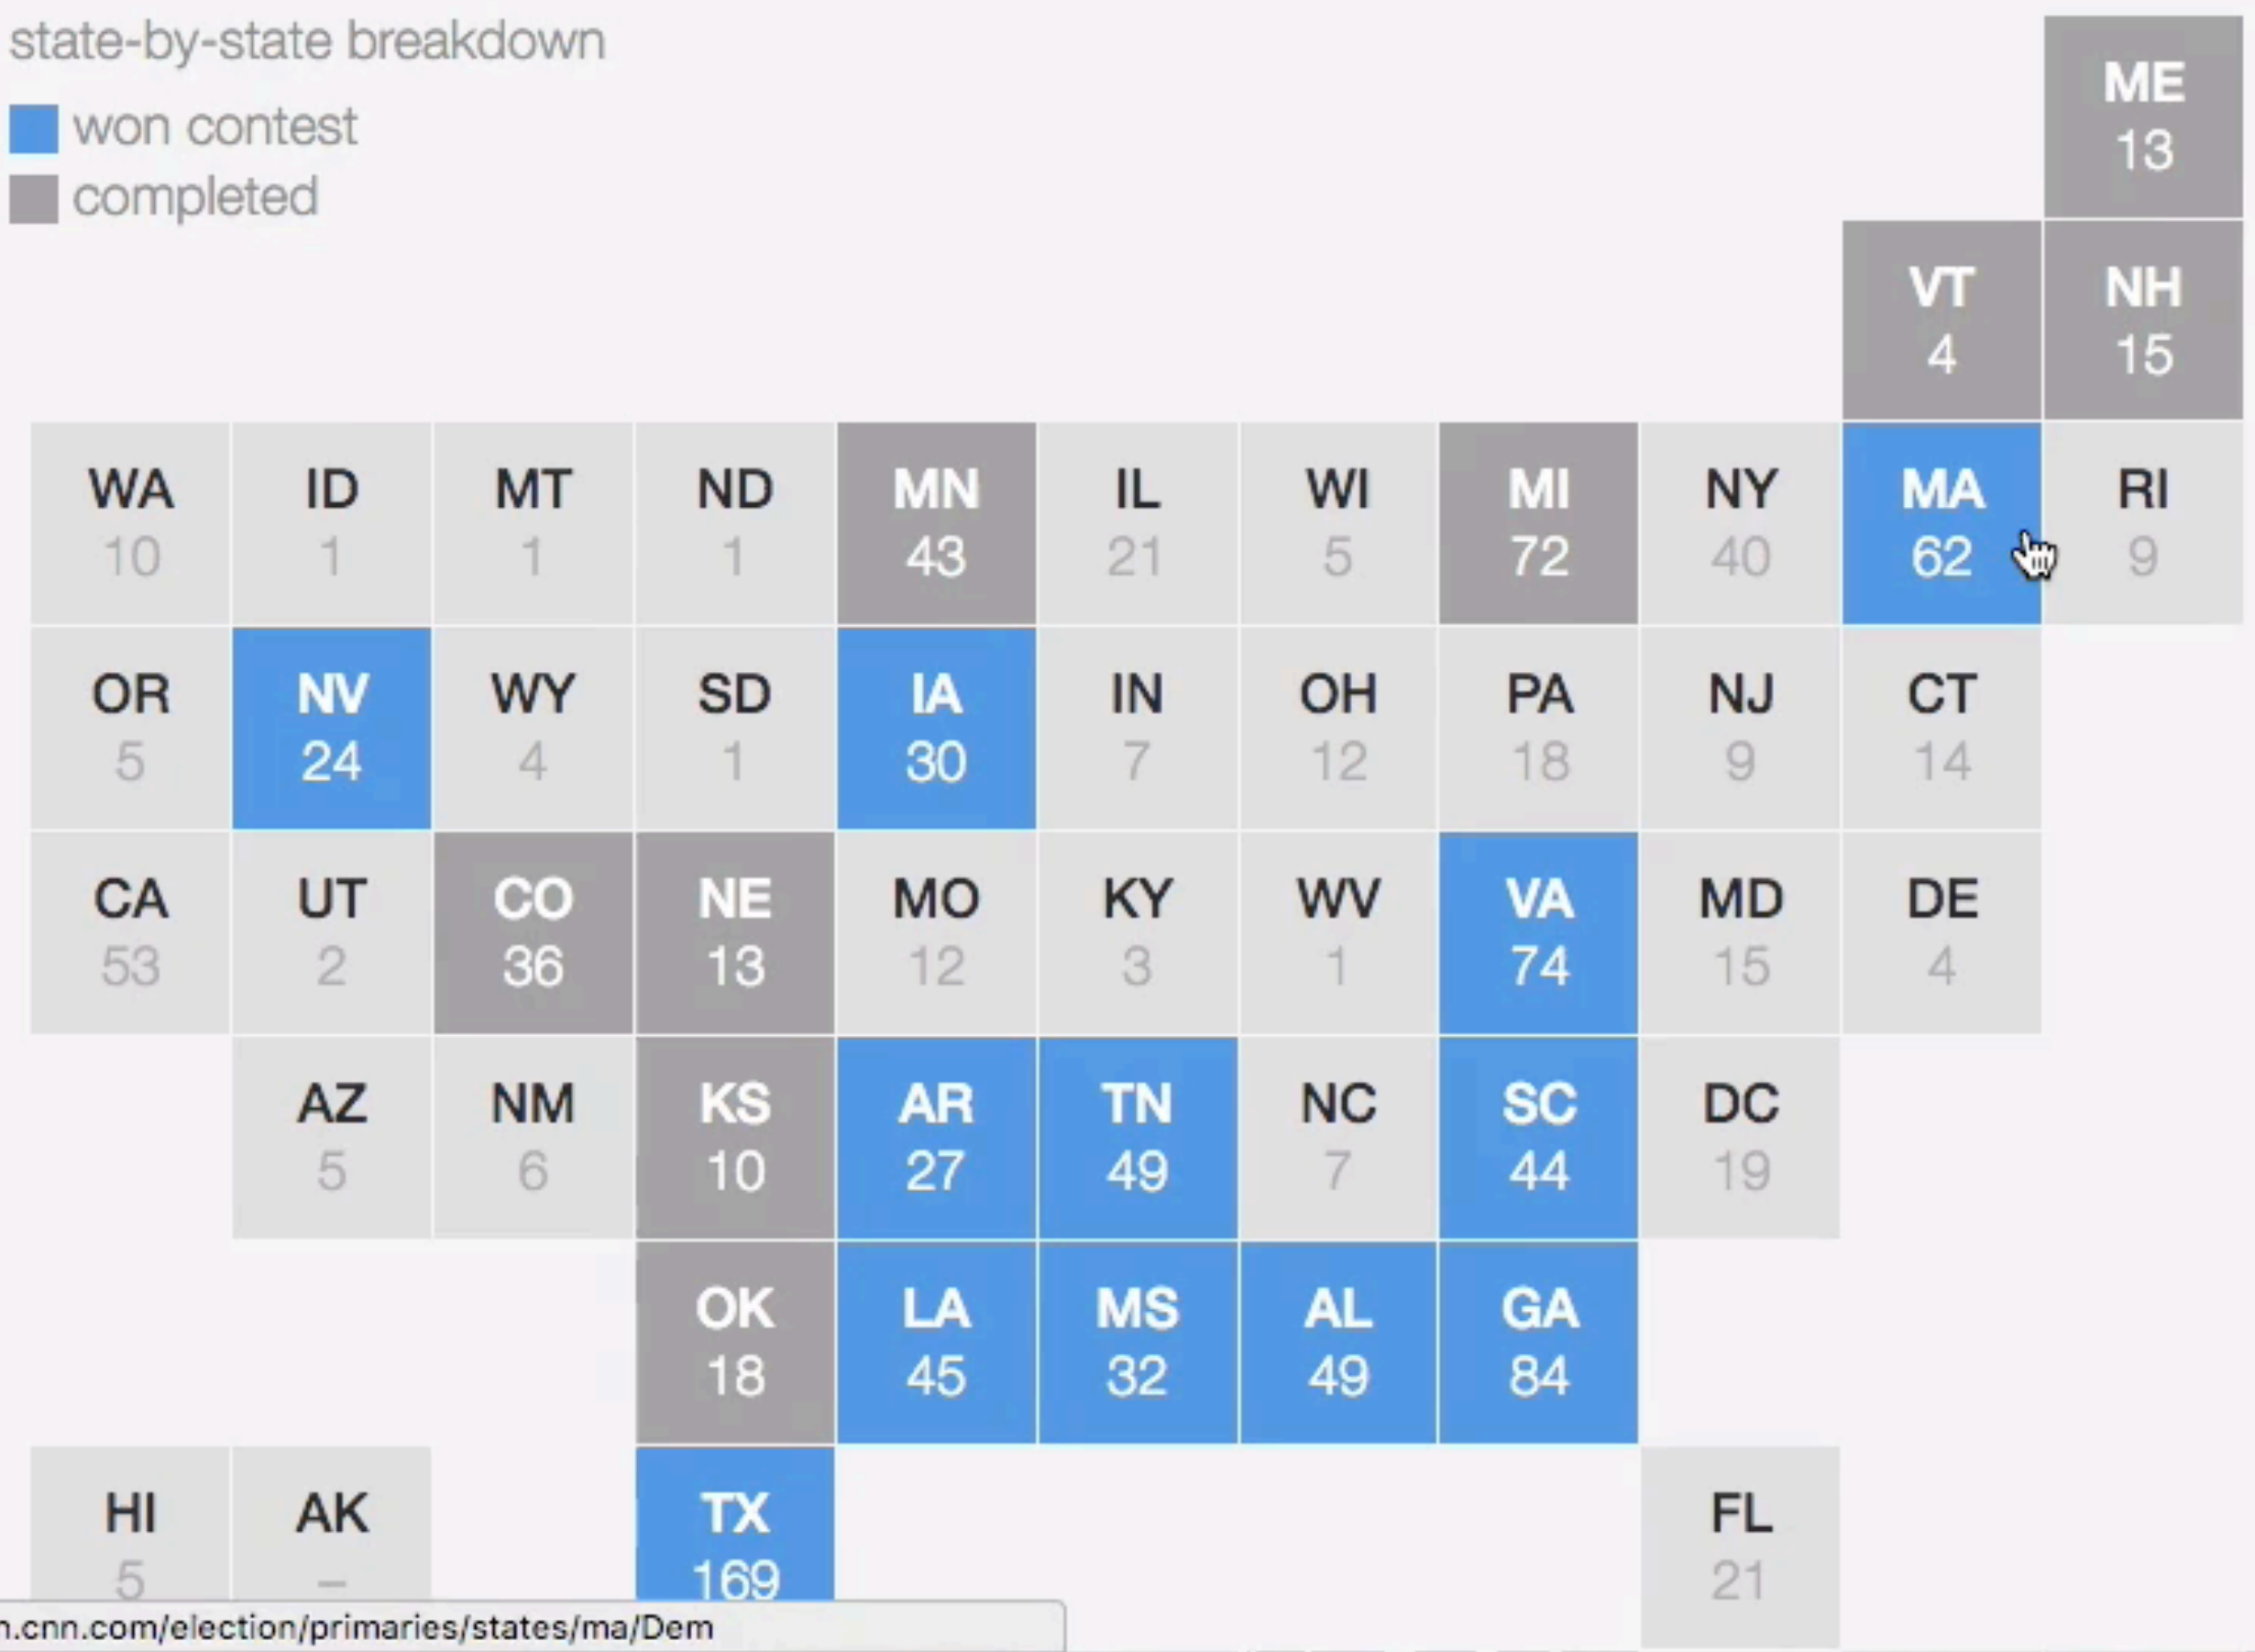 state-by-state breakdown
won contest
completed
ME
13
VT NH
4 15
WA ID MT ND MN IL WI MI NY MA RI
10 1 1 1 43 21 5 72 40 62 9
OR NV WY SD IA IN OH PA NJ CT
5 24 4 1 30 7 12 18 9 14
CA UT CO NE MO KY WV VA MD DE
53 2 36 13 12 3 1 74 15 4
AZ NM KS AR TN NC SC DC
5 6 10 27 49 7 44 19
OK LA MS AL GA
18 45 32 49 84
HI AK TX FL
5 – 169 21
n.cnn.com/election/primaries/states/ma/Dem